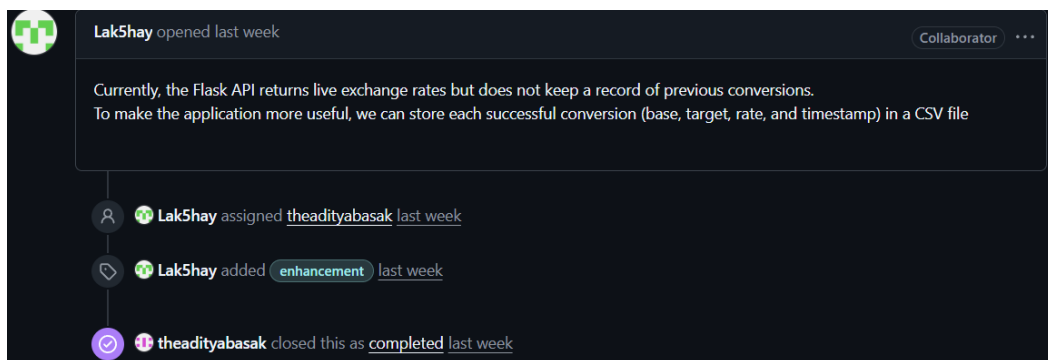 Lak5hay opened last week
Collaborator ···
Currently, the Flask API returns live exchange rates but does not keep a record of previous conversions.
To make the application more useful, we can store each successful conversion (base, target, rate, and timestamp) in a CSV file
Lak5hay assigned theadityabasak last week
Lak5hay added enhancement last week
theadityabasak closed this as completed last week